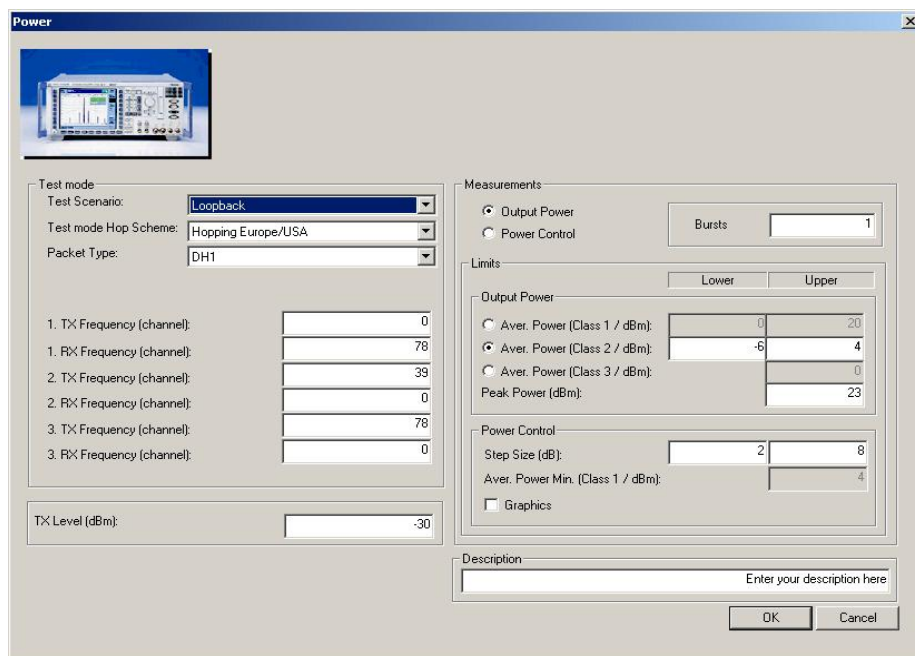 Power
Test mode
Test Scenario: Loopback
Test mode Hop Scheme: Hopping Europe/USA
Packet Type: DH1
1. TX Frequency (channel): 0
1. RX Frequency (channel): 78
2. TX Frequency (channel): 39
2. RX Frequency (channel): 0
3. TX Frequency (channel): 78
3. RX Frequency (channel): 0
TX Level (dBm): -30
Measurements
Output Power
Power Control
Bursts 1
Limits
Lower Upper
Output Power
Aver. Power (Class 1 / dBm): 0 20
Aver. Power (Class 2 / dBm): -6 4
Aver. Power (Class 3 / dBm): 0
Peak Power (dBm): 23
Power Control
Step Size (dB): 2 8
Aver. Power Min. (Class 1 / dBm): 4
Graphics
Description
Enter your description here
OK Cancel